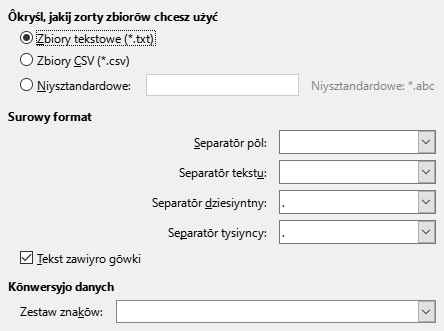 Ôkryśl, jakij zorty zbiorōw chcesz użyć
Zbiory tekstowe (*.txt)
Zbiory CSV (*.csv)
Niysztandardowe: Niysztandardowe: *.abc
Surowy format
Separatōr pōl:
Separatōr tekstu:
Separatōr dziesiyntny: .
Separatōr tysiyncy: .
Tekst zawiyro gōwki
Kōnwersyjo danych
Zestaw znakōw: